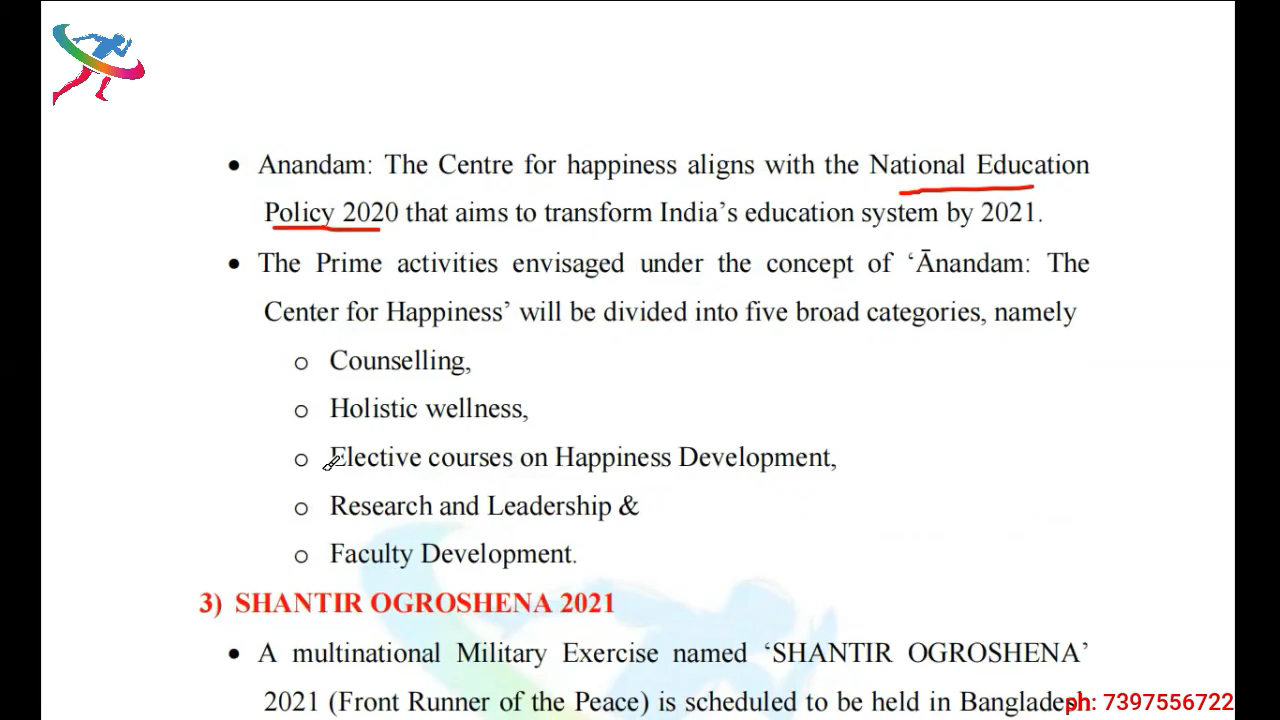 Anandam: The Centre for happiness aligns with the National Education
Policy 2020 that aims to transform India's education system by 2021.
The Prime activities envisaged under the concept of ‘Ānandam: The
Center for Happiness’ will be divided into five broad categories, namely
Counselling,
Holistic wellness,
Elective courses on Happiness Development,
Research and Leadership &
Faculty Development.
3) SHANTIR OGROSHENA 2021
A multinational Military Exercise named ‘SHANTIR OGROSHENA’
2021 (Front Runner of the Peace) is scheduled to be held in
ph: 7397556722